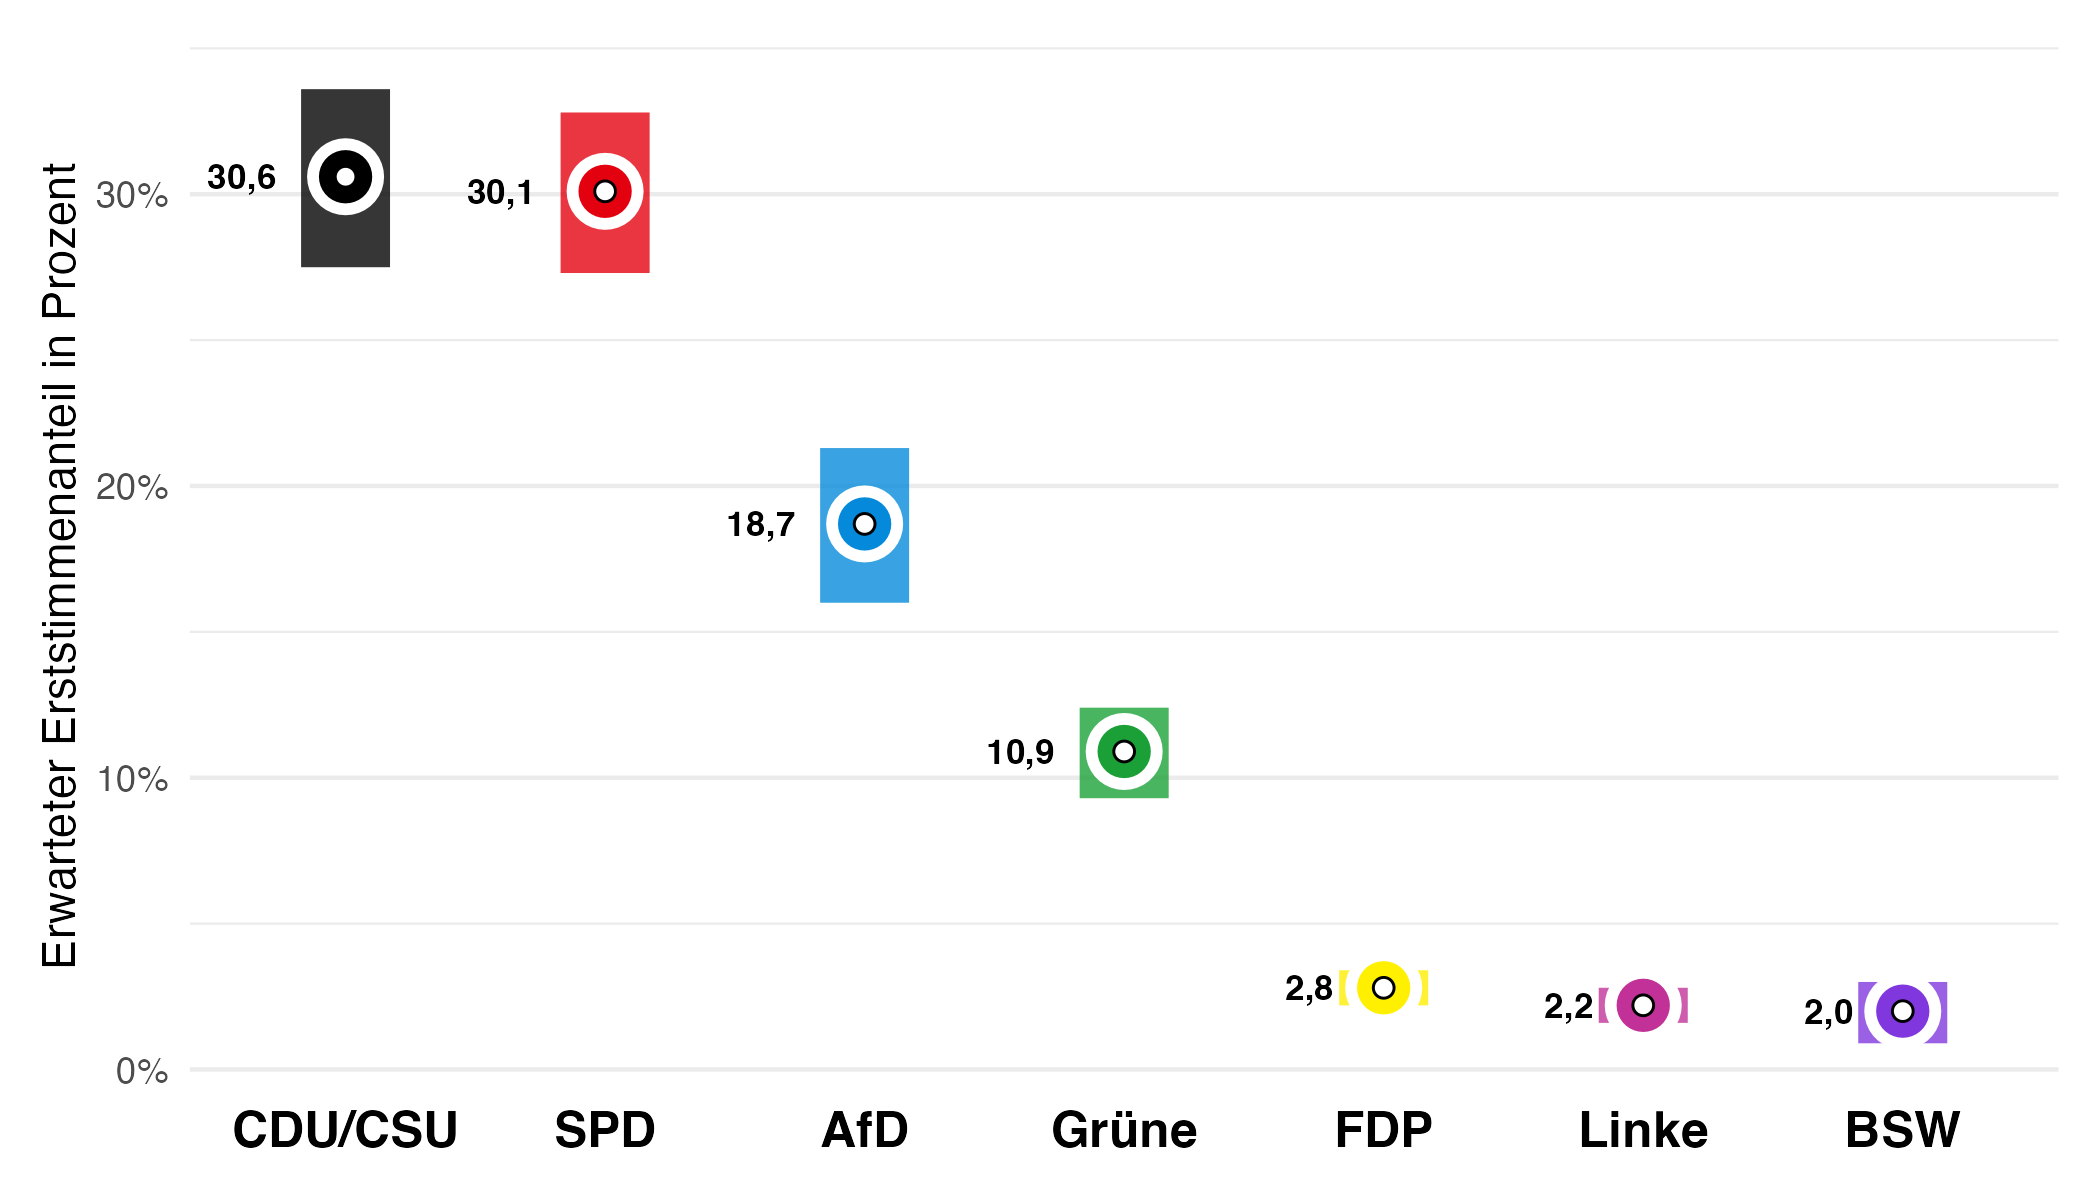 Erwarteter Erststimmenanteil in Prozent
30%
20%
10%
0%
30,6
30,1
18,7
10,9
2,8
2,2
2,0
CDU/CSU
SPD
AfD
Grüne
FDP
Linke
BSW